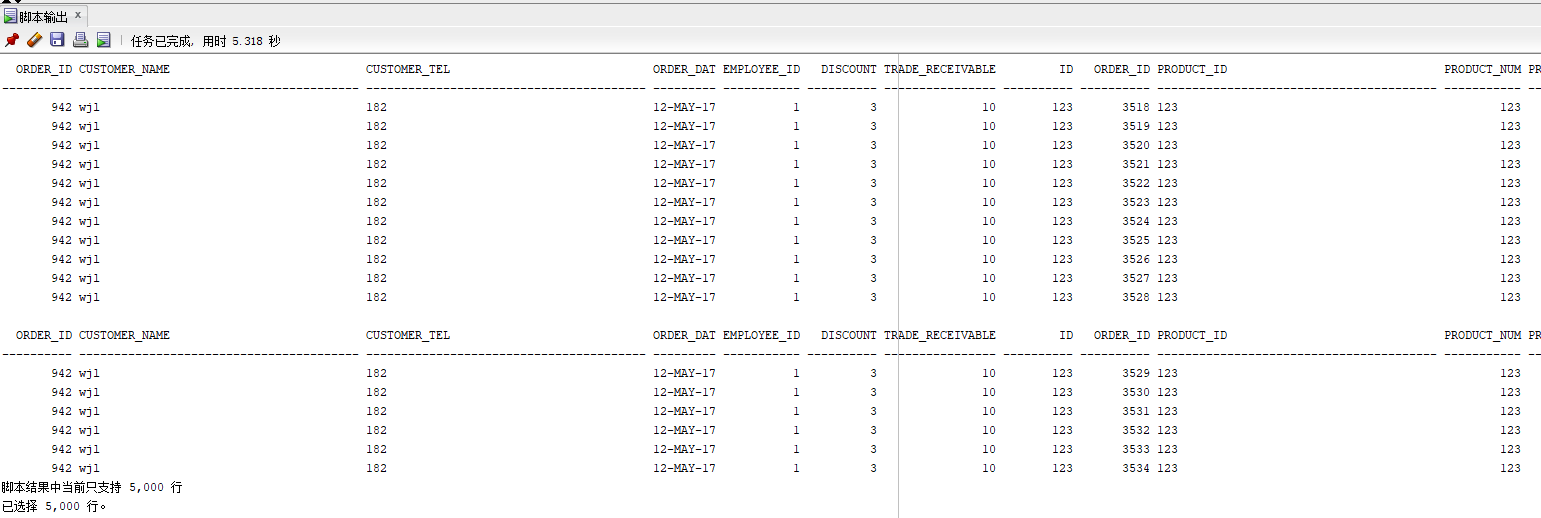 脚本输出 x
任务已完成, 用时 5.318 秒
ORDER_ID CUSTOMER_NAME CUSTOMER_TEL ORDER_DAT EMPLOYEE_ID DISCOUNT TRADE_RECEIVABLE ID ORDER_ID PRODUCT_ID PRODUCT_NUM PR
942 wjl 182 12-MAY-17 1 3 10 123 3518 123 123
942 wjl 182 12-MAY-17 1 3 10 123 3519 123 123
942 wjl 182 12-MAY-17 1 3 10 123 3520 123 123
942 wjl 182 12-MAY-17 1 3 10 123 3521 123 123
942 wjl 182 12-MAY-17 1 3 10 123 3522 123 123
942 wjl 182 12-MAY-17 1 3 10 123 3523 123 123
942 wjl 182 12-MAY-17 1 3 10 123 3524 123 123
942 wjl 182 12-MAY-17 1 3 10 123 3525 123 123
942 wjl 182 12-MAY-17 1 3 10 123 3526 123 123
942 wjl 182 12-MAY-17 1 3 10 123 3527 123 123
942 wjl 182 12-MAY-17 1 3 10 123 3528 123 123
ORDER_ID CUSTOMER_NAME CUSTOMER_TEL ORDER_DAT EMPLOYEE_ID DISCOUNT TRADE_RECEIVABLE ID ORDER_ID PRODUCT_ID PRODUCT_NUM PR
942 wjl 182 12-MAY-17 1 3 10 123 3529 123 123
942 wjl 182 12-MAY-17 1 3 10 123 3530 123 123
942 wjl 182 12-MAY-17 1 3 10 123 3531 123 123
942 wjl 182 12-MAY-17 1 3 10 123 3532 123 123
942 wjl 182 12-MAY-17 1 3 10 123 3533 123 123
942 wjl 182 12-MAY-17 1 3 10 123 3534 123 123
脚本结果中当前只支持 5,000 行
已选择 5,000 行。